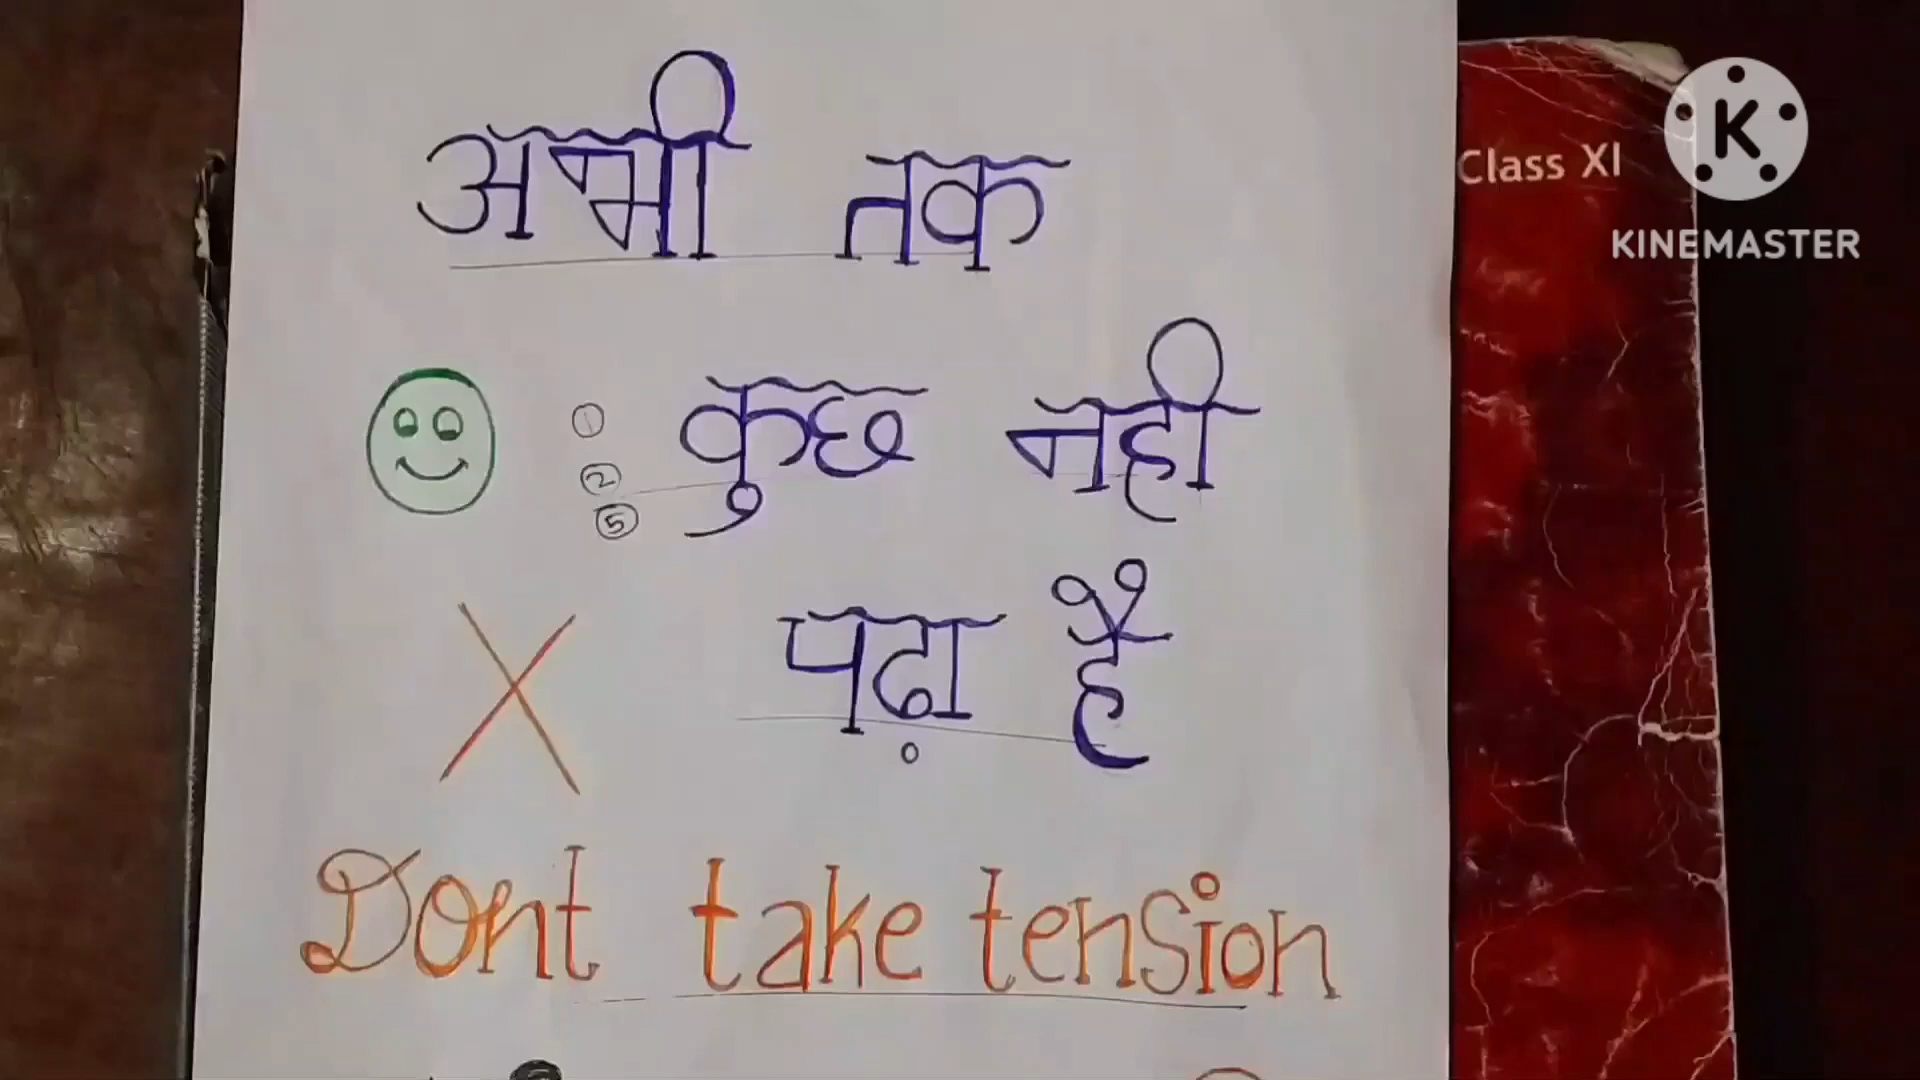 अभी तक
Class XI
K
KINEMASTER
① कुछ नही
②
⑤
पढ़ा है
Dont take tension